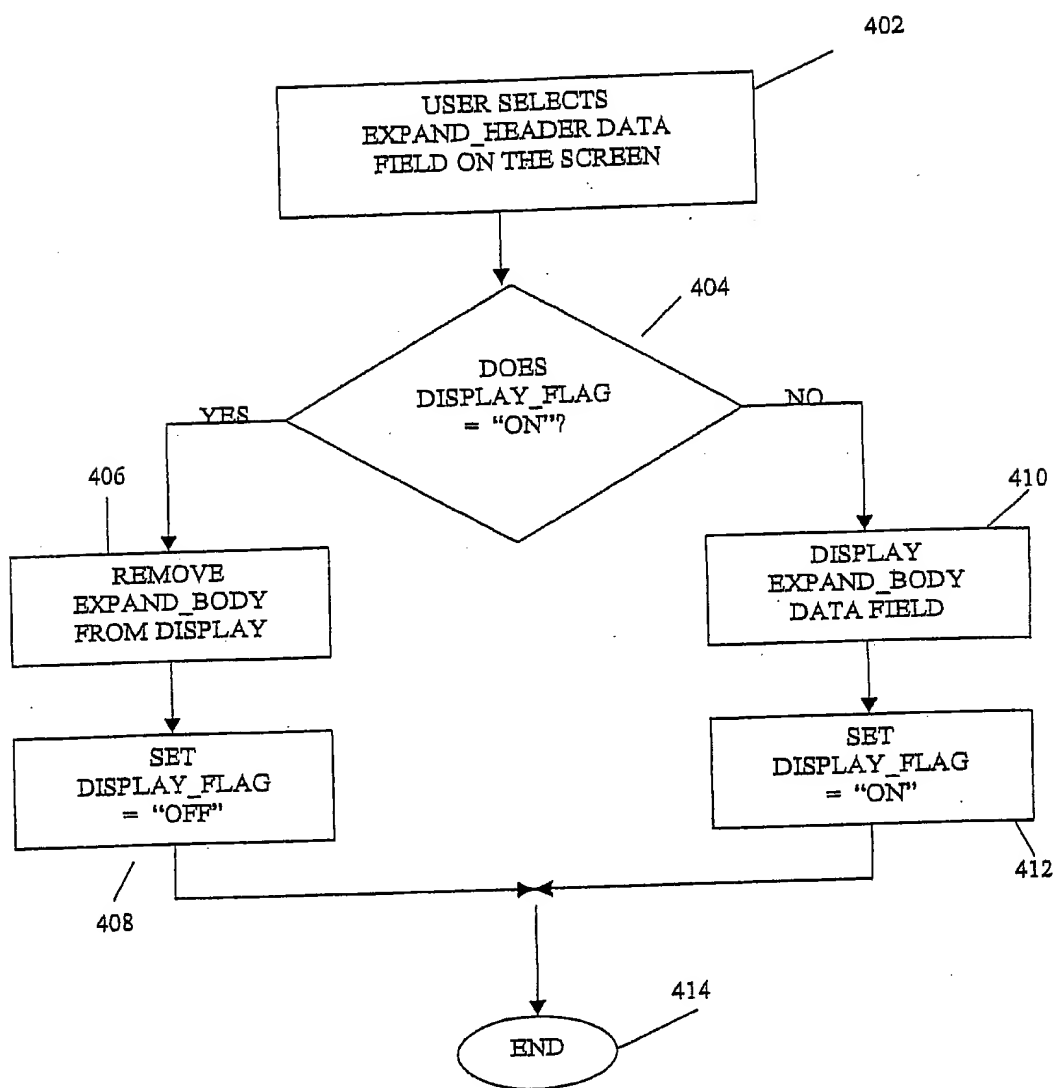 402
USER SELECTS
EXPAND_HEADER DATA
FIELD ON THE SCREEN
404
DOES
DISPLAY_FLAG
= “ON”?
YES
NO
406
410
REMOVE
EXPAND_BODY
FROM DISPLAY
DISPLAY
EXPAND_BODY
DATA FIELD
SET
DISPLAY_FLAG
= “OFF”
SET
DISPLAY_FLAG
= “ON”
408
412
414
END